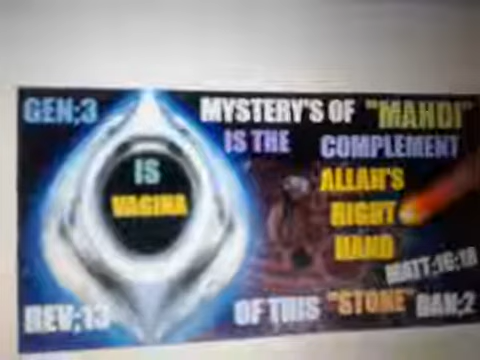 GEN;3
MYSTERY'S OF "MAHDI"
IS THE COMPLEMENT
IS
VAGINA
ALLAH'S
RIGHT
HAND
MATT;16:18
REV;13
OF THIS "STONE" DAN;2